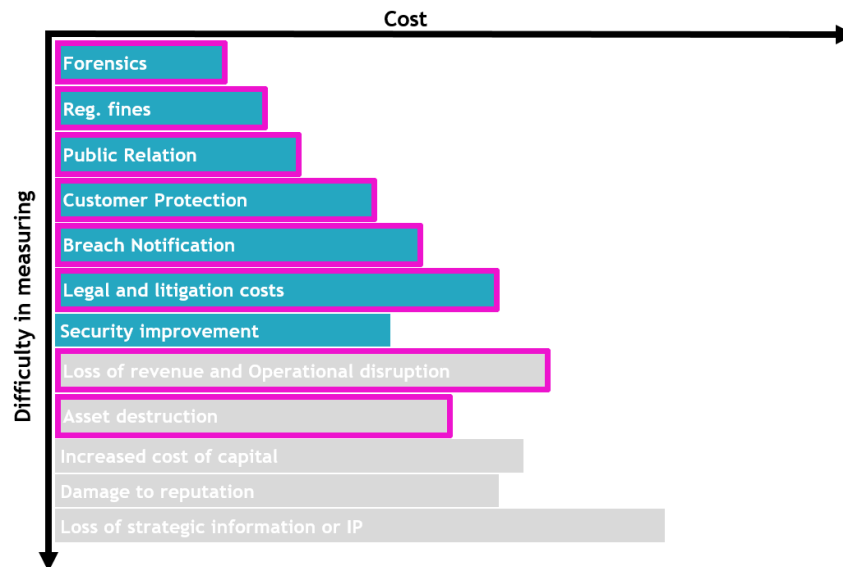 Cost
Difficulty in measuring
Forensics
Reg. fines
Public Relation
Customer Protection
Breach Notification
Legal and litigation costs
Security improvement
Loss of revenue and Operational disruption
Asset destruction
Increased cost of capital
Damage to reputation
Loss of strategic information or IP